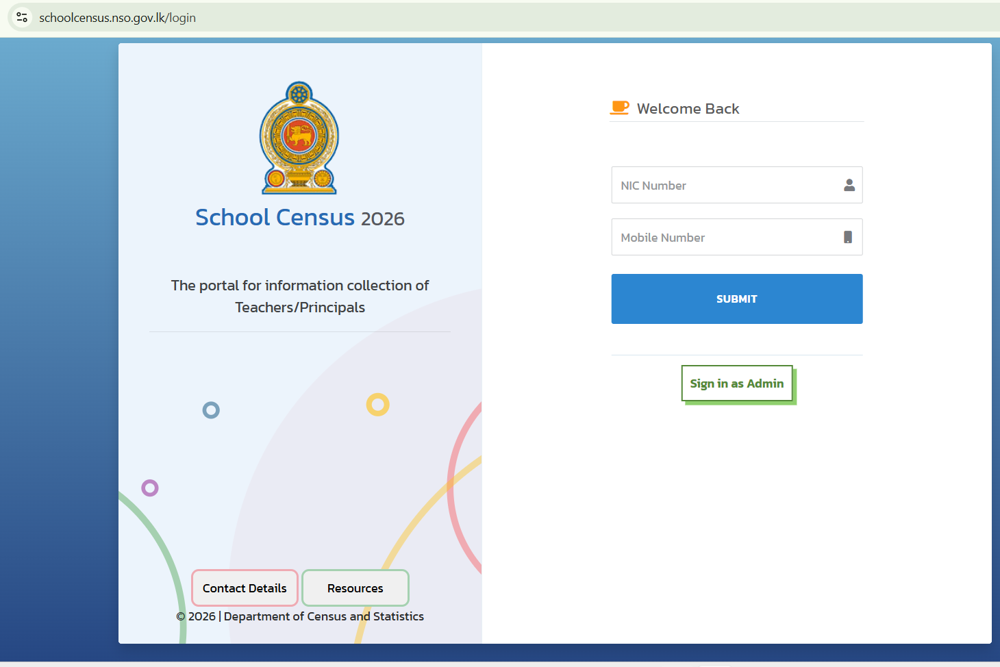 schoolcensus.nso.gov.lk/login
School Census 2026
The portal for information collection of
Teachers/Principals
Contact Details
Resources
© 2026 | Department of Census and Statistics
Welcome Back
NIC Number
Mobile Number
SUBMIT
Sign in as Admin